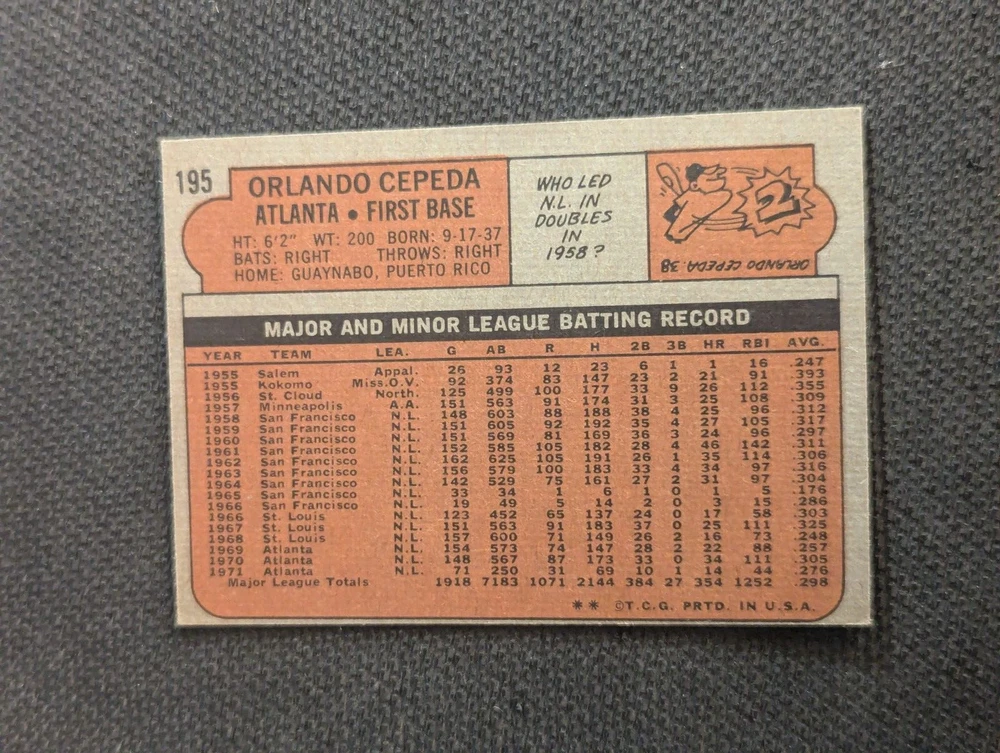 195
ORLANDO CEPEDA
ATLANTA • FIRST BASE
HT: 6'2" WT: 200 BORN: 9-17-37
BATS: RIGHT THROWS: RIGHT
HOME: GUAYNABO, PUERTO RICO
WHO LED
N.L. IN
DOUBLES
IN
1958?
2
ORLANDO CEPEDA 38
MAJOR AND MINOR LEAGUE BATTING RECORD
YEAR TEAM LEA. G AB R H 2B 3B HR RBI AVG.
1955 Salem Appal. 26 93 12 23 6 1 1 16 .247
1955 Kokomo Miss.O.V. 92 374 83 147 23 2 21 91 .393
1956 St. Cloud North. 125 499 100 177 33 9 26 112 .355
1957 Minneapolis A.A. 151 563 91 174 31 3 25 108 .309
1958 San Francisco N.L. 148 603 88 188 38 4 25 96 .312
1959 San Francisco N.L. 151 605 92 192 35 4 27 105 .317
1960 San Francisco N.L. 151 569 81 169 36 3 24 96 .297
1961 San Francisco N.L. 152 585 105 182 28 4 46 142 .311
1962 San Francisco N.L. 162 625 105 191 26 1 35 114 .306
1963 San Francisco N.L. 156 579 100 183 33 4 34 97 .316
1964 San Francisco N.L. 142 529 75 161 27 2 31 97 .304
1965 San Francisco N.L. 33 34 1 6 1 0 1 5 .176
1966 San Francisco N.L. 19 49 5 14 2 0 3 15 .286
1966 St. Louis N.L. 123 452 65 137 24 0 17 58 .303
1967 St. Louis N.L. 151 563 91 183 37 0 25 111 .325
1968 St. Louis N.L. 157 600 71 149 26 2 16 73 .248
1969 Atlanta N.L. 154 573 74 147 28 2 22 88 .257
1970 Atlanta N.L. 148 567 87 173 33 0 34 111 .305
1971 Atlanta N.L. 71 250 31 69 10 1 14 44 .276
Major League Totals 1918 7183 1071 2144 384 27 354 1252 .298
** ©T.C.G. PRTD. IN U.S.A.